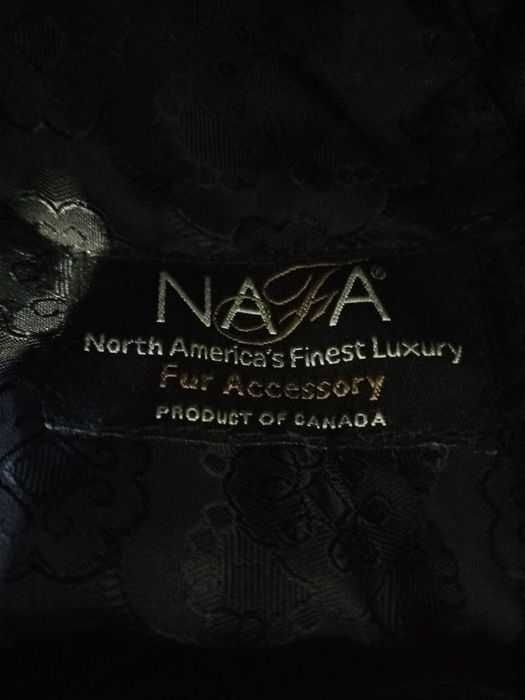 NAFA®
North America's Finest Luxury
Fur Accessory
PRODUCT OF CANADA